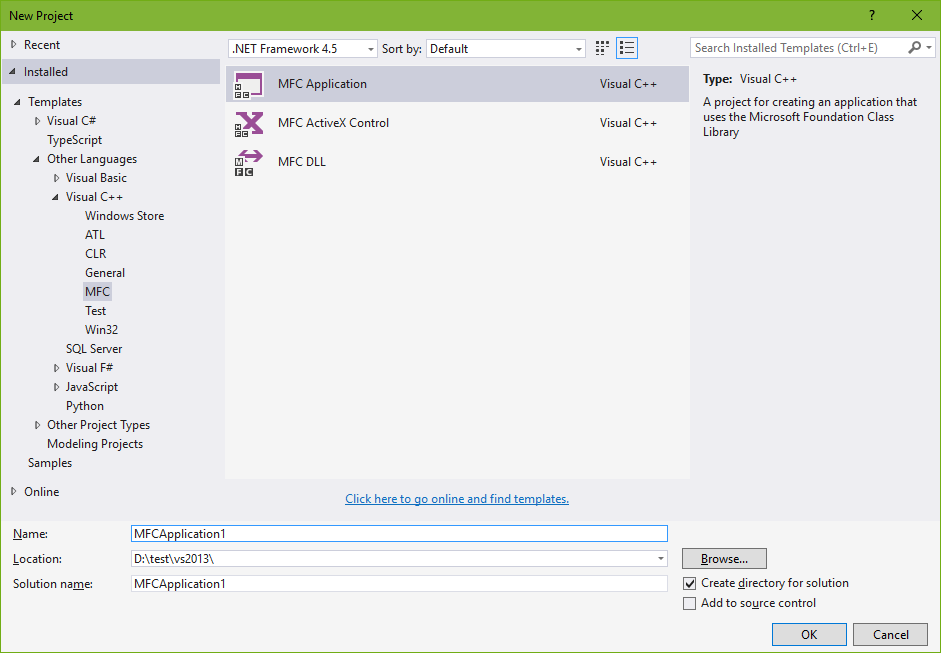 New Project
?
Recent
.NET Framework 4.5
Sort by:
Default
Search Installed Templates (Ctrl+E)
Installed
Templates
Visual C#
TypeScript
Other Languages
Visual Basic
Visual C++
Windows Store
ATL
CLR
General
MFC
Test
Win32
SQL Server
Visual F#
JavaScript
Python
Other Project Types
Modeling Projects
Samples
Online
MFC
MFC Application
Visual C++
MFC
MFC ActiveX Control
Visual C++
MFC
MFC DLL
Visual C++
Click here to go online and find templates.
Type: Visual C++
A project for creating an application that
uses the Microsoft Foundation Class
Library
Name:
MFCApplication1
Location:
D:\test\vs2013\
Browse...
Solution name:
MFCApplication1
Create directory for solution
Add to source control
OK
Cancel